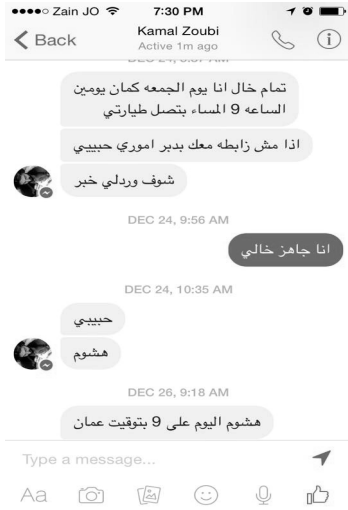 Zain JO 7:30 PM
Back
Kamal Zoubi
Active 1m ago
تمام خال انا يوم الجمعه كمان يومين
الساعه 9 المساء بتصل طيارتي
اذا مش زابطه معك بدبر اموري حبيبي
شوف وردلي خبر
DEC 24, 9:56 AM
انا جاهز خالي
DEC 24, 10:35 AM
حبيبي
هشوم
DEC 26, 9:18 AM
هشوم اليوم على 9 بتوقيت عمان
Type a message...
Aa